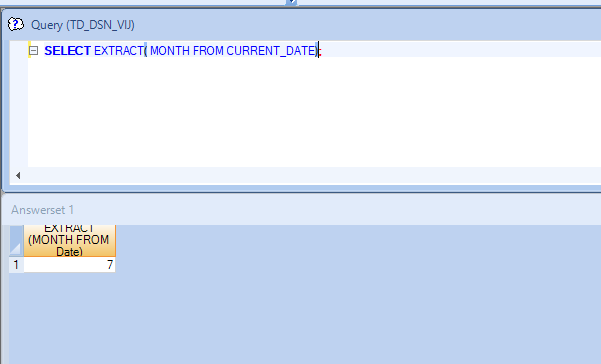 Query (TD_DSN_VIJ)
SELECT EXTRACT( MONTH FROM CURRENT_DATE);
Answerset 1
EXTRACT
(MONTH FROM
Date)
1 7